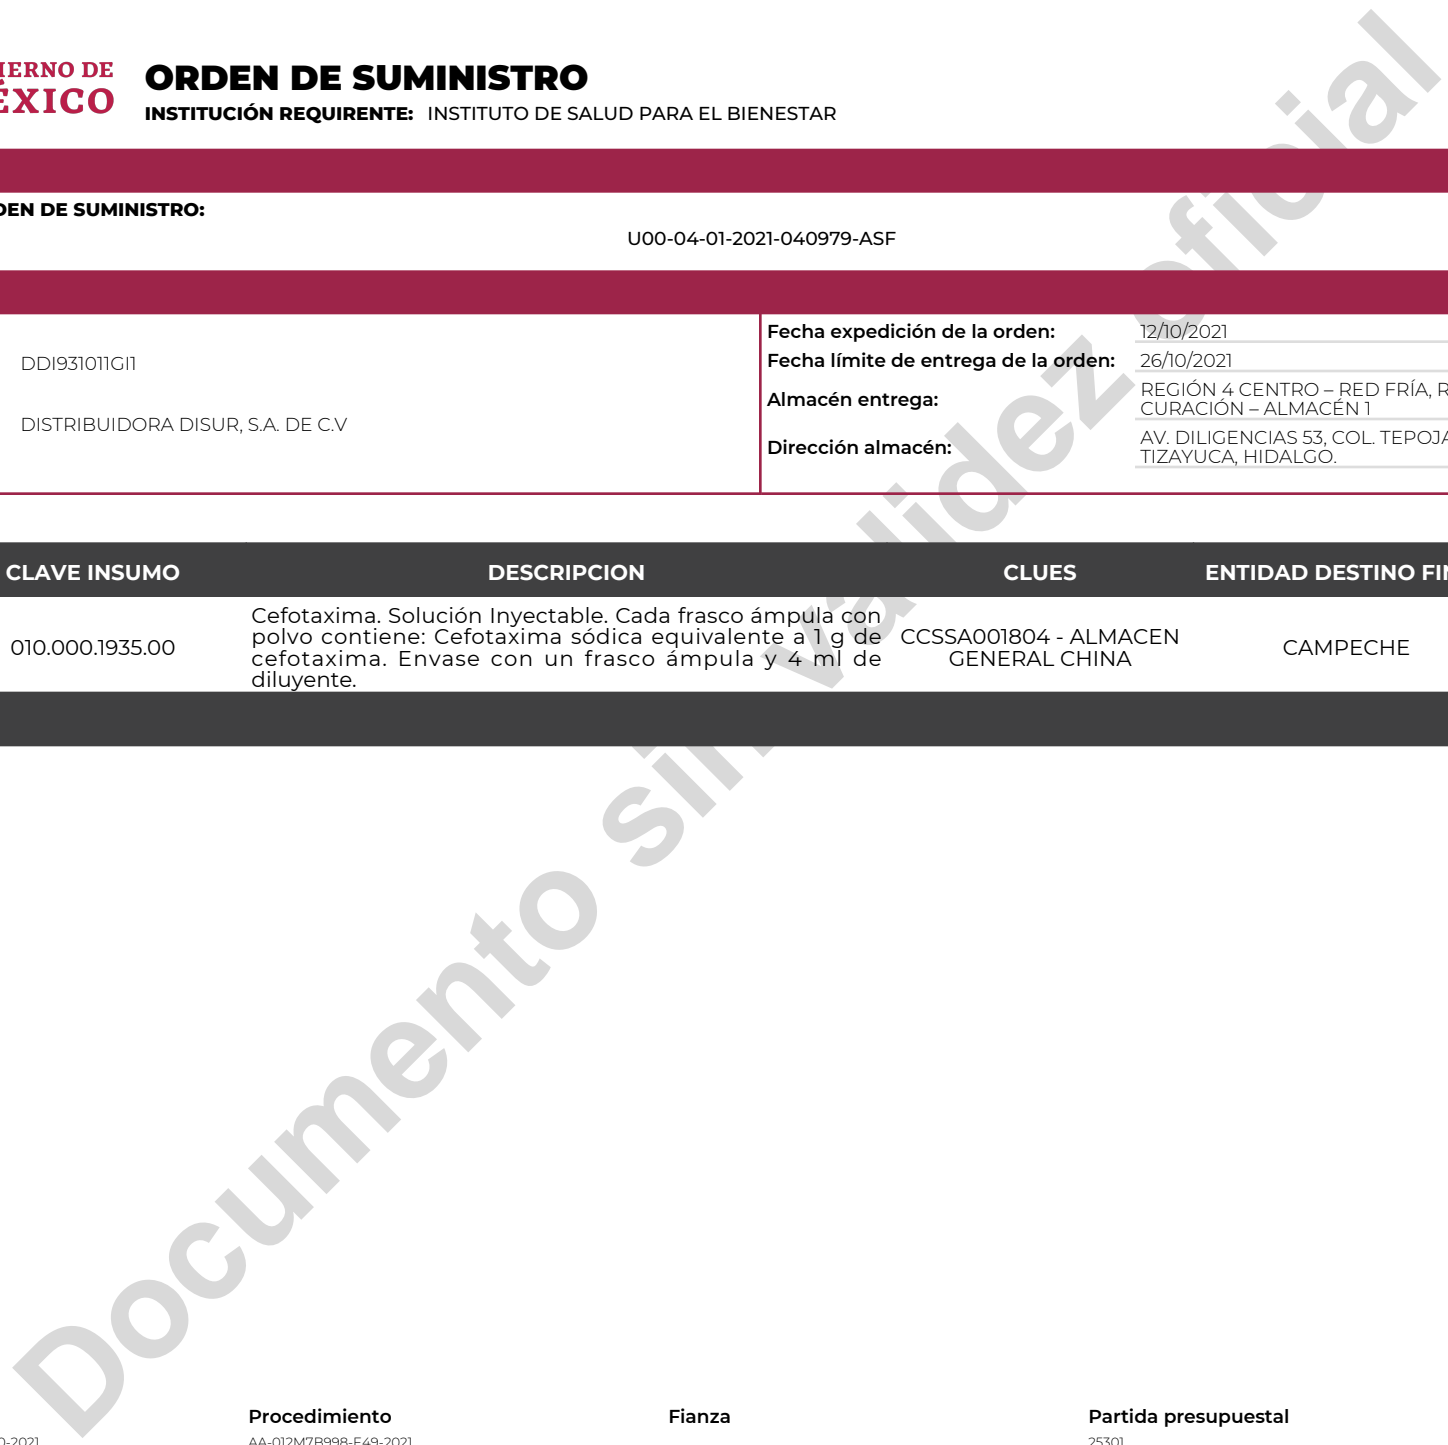 IERNO DE
ÉXICO
ORDEN DE SUMINISTRO
INSTITUCIÓN REQUIRENTE: INSTITUTO DE SALUD PARA EL BIENESTAR
DEN DE SUMINISTRO:
U00-04-01-2021-040979-ASF
DDI931011GI1
DISTRIBUIDORA DISUR, S.A. DE C.V
Fecha expedición de la orden: 12/10/2021
Fecha límite de entrega de la orden: 26/10/2021
Almacén entrega: REGIÓN 4 CENTRO – RED FRÍA, R
CURACIÓN – ALMACÉN 1
Dirección almacén: AV. DILIGENCIAS 53, COL. TEPOJA
TIZAYUCA, HIDALGO.
CLAVE INSUMO DESCRIPCION CLUES ENTIDAD DESTINO FIN
010.000.1935.00
Cefotaxima. Solución Inyectable. Cada frasco ámpula con
polvo contiene: Cefotaxima sódica equivalente a 1 g de
cefotaxima. Envase con un frasco ámpula y 4 ml de
diluyente.
CCSSA001804 - ALMACEN
GENERAL CHINA
CAMPECHE
Documento sin validez oficial
Procedimiento Fianza Partida presupuestal
0-2021 AA-012M7B998-E49-2021 25301